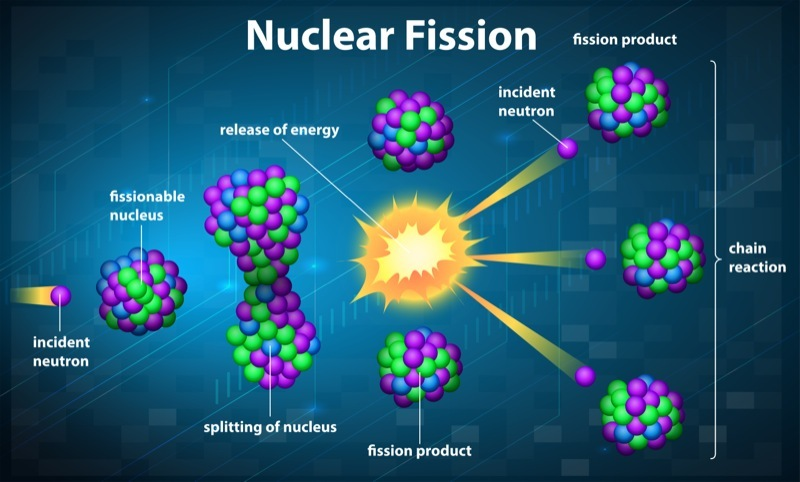 Nuclear Fission
fission product
incident
neutron
release of energy
fissionable
nucleus
chain
reaction
incident
neutron
splitting of nucleus
fission product